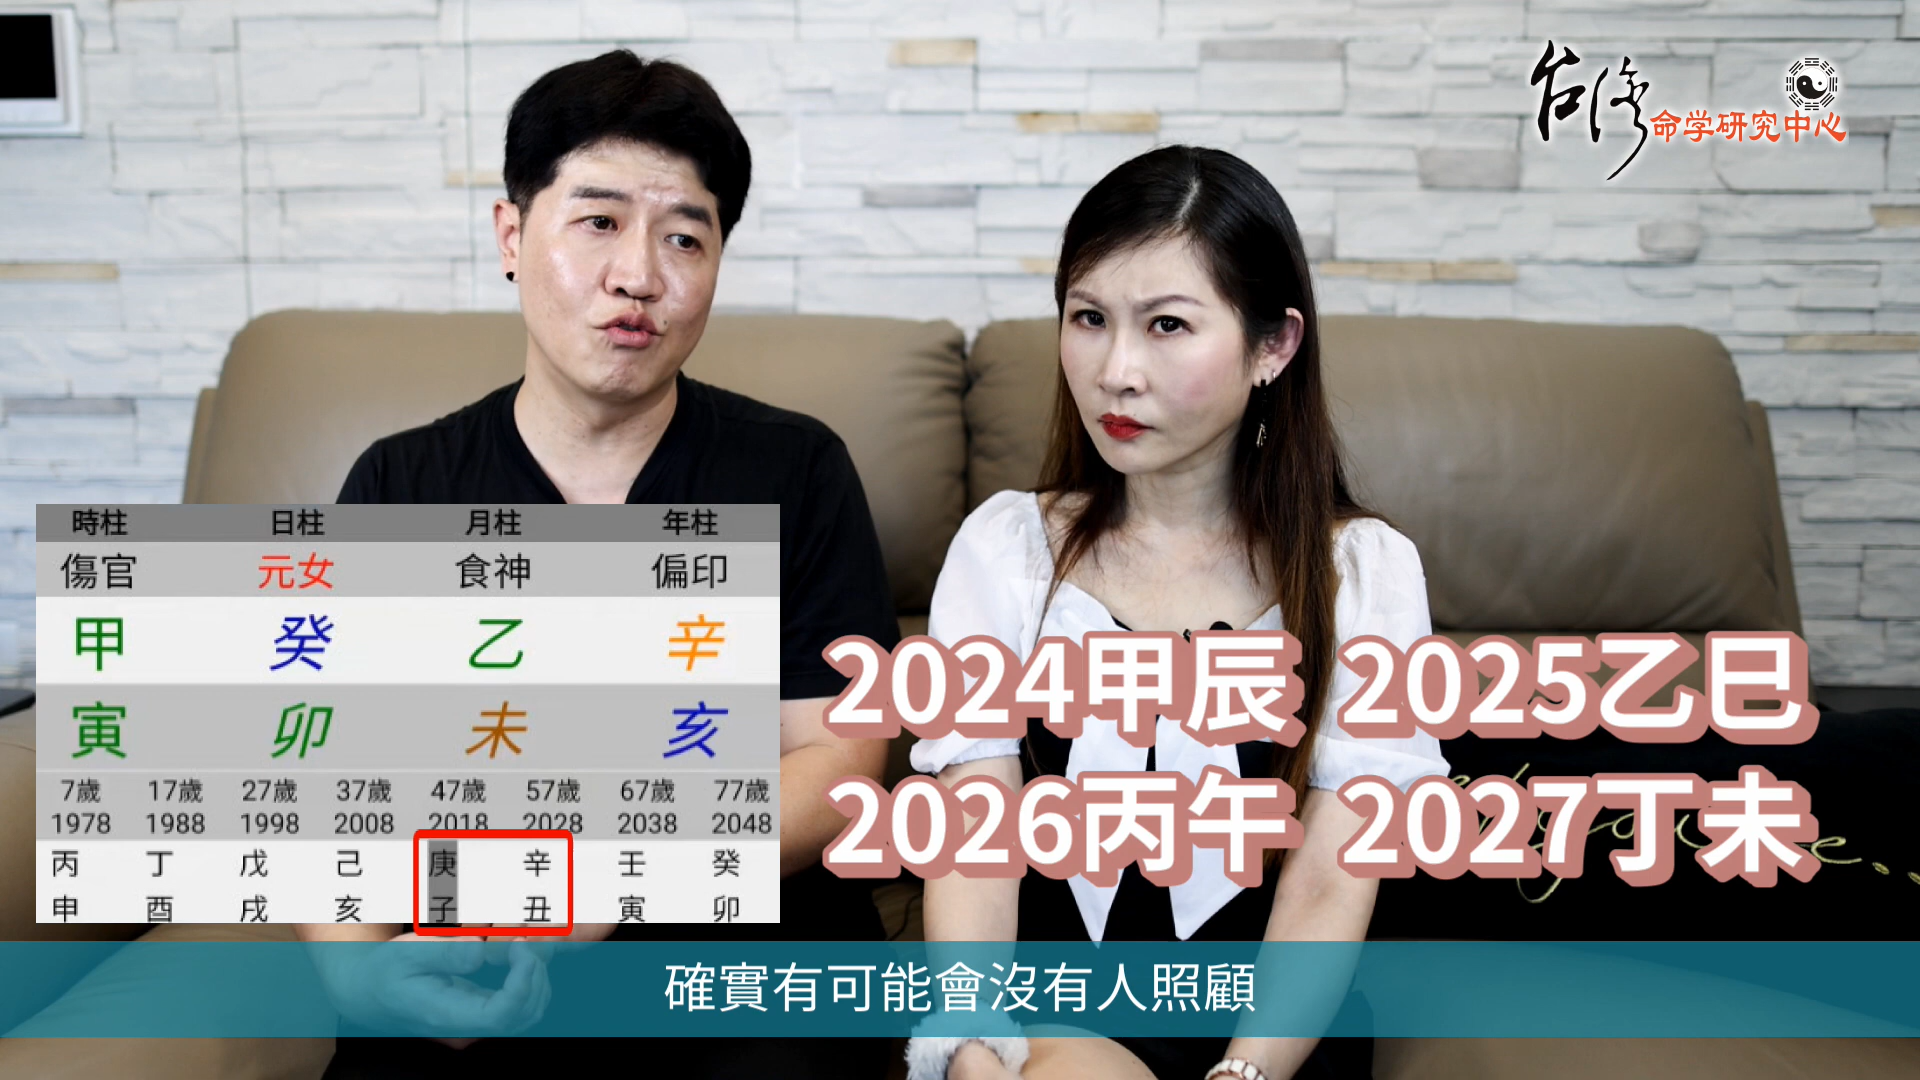 台灣
命学研究中心
時柱 日柱 月柱 年柱
傷官 元女 食神 偏印
甲 癸 乙 辛
寅 卯 未 亥
7歲 17歲 27歲 37歲 47歲 57歲 67歲 77歲
1978 1988 1998 2008 2018 2028 2038 2048
丙 丁 戊 己 庚 辛 壬 癸
申 酉 戌 亥 子 丑 寅 卯
2024甲辰 2025乙巳
2026丙午 2027丁未
確實有可能會沒有人照顧